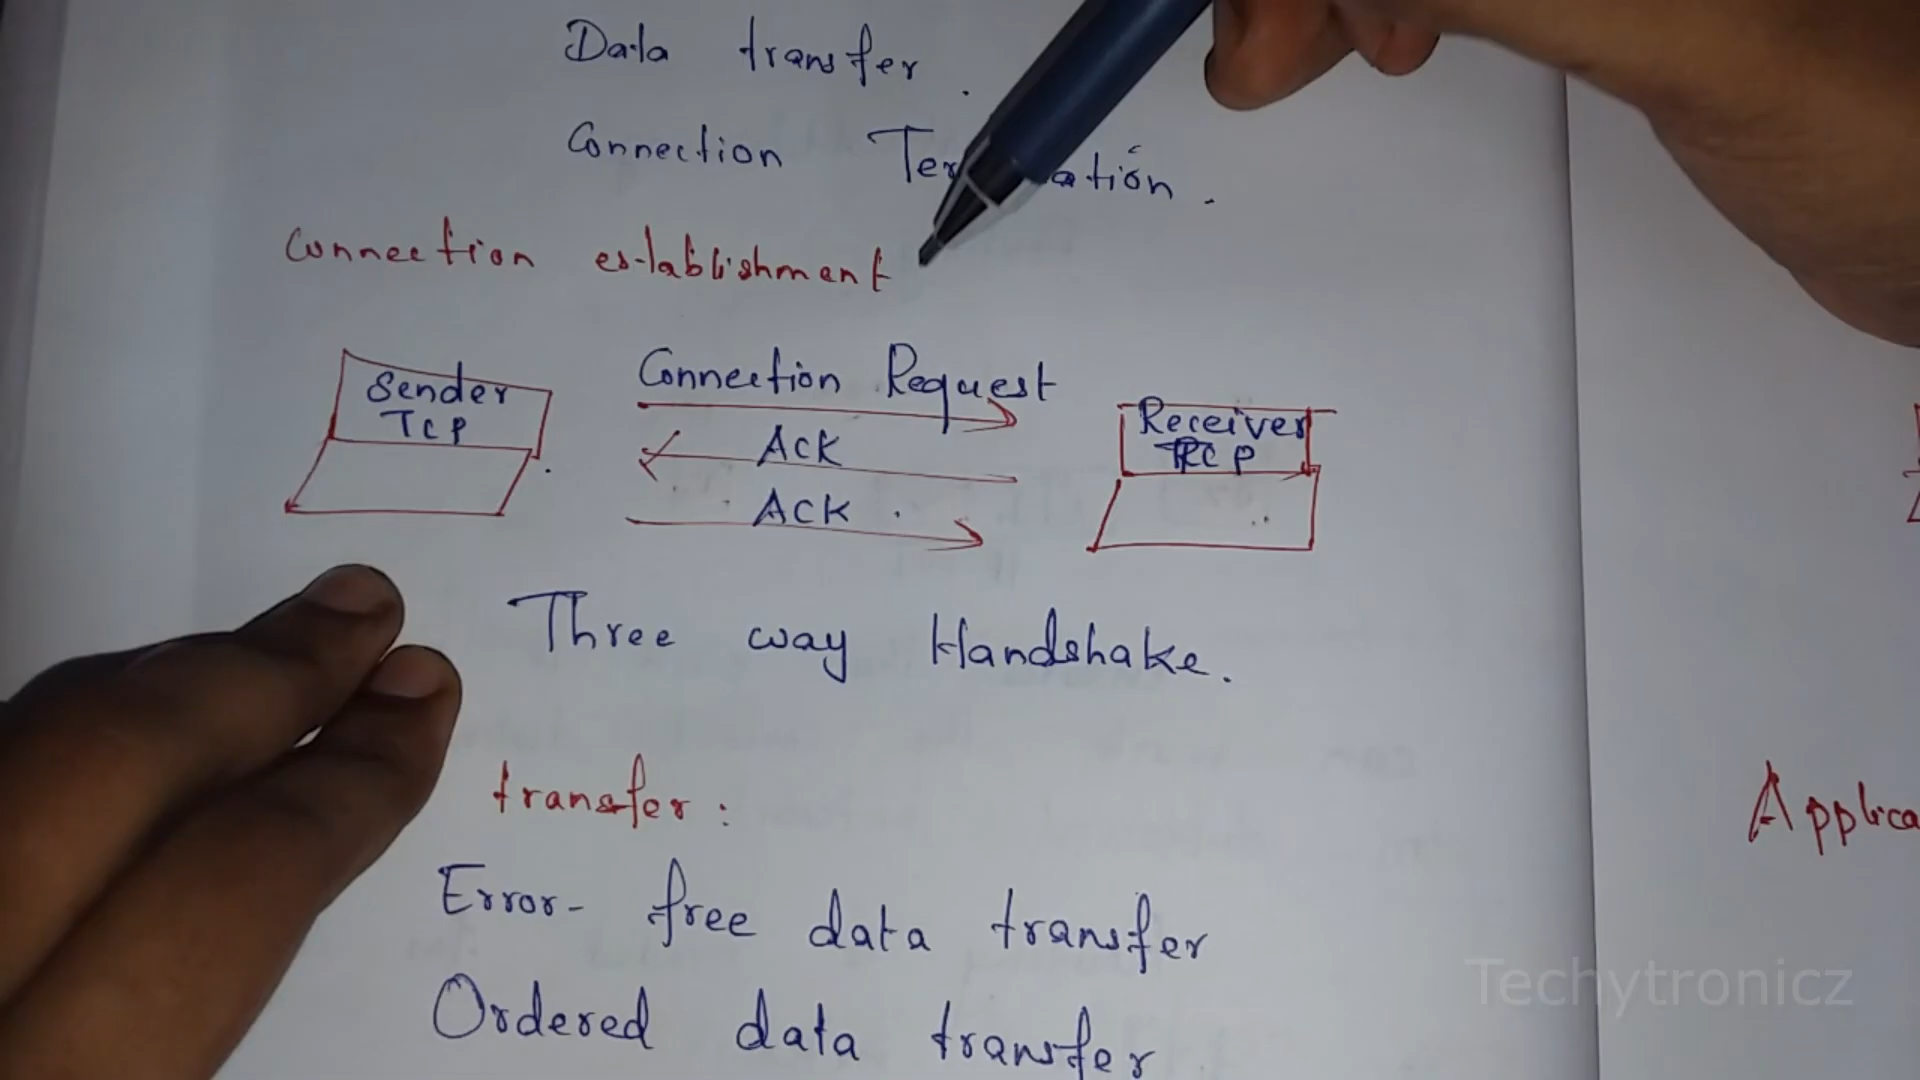 Data transfer.
Connection
Connection establishment
Sender
TCP
Connection Request
Ack
Ack.
Receiver
TCP
Three way Handshake.
transfer:
Error-free data transfer
Ordered data transfer
Techytronicz